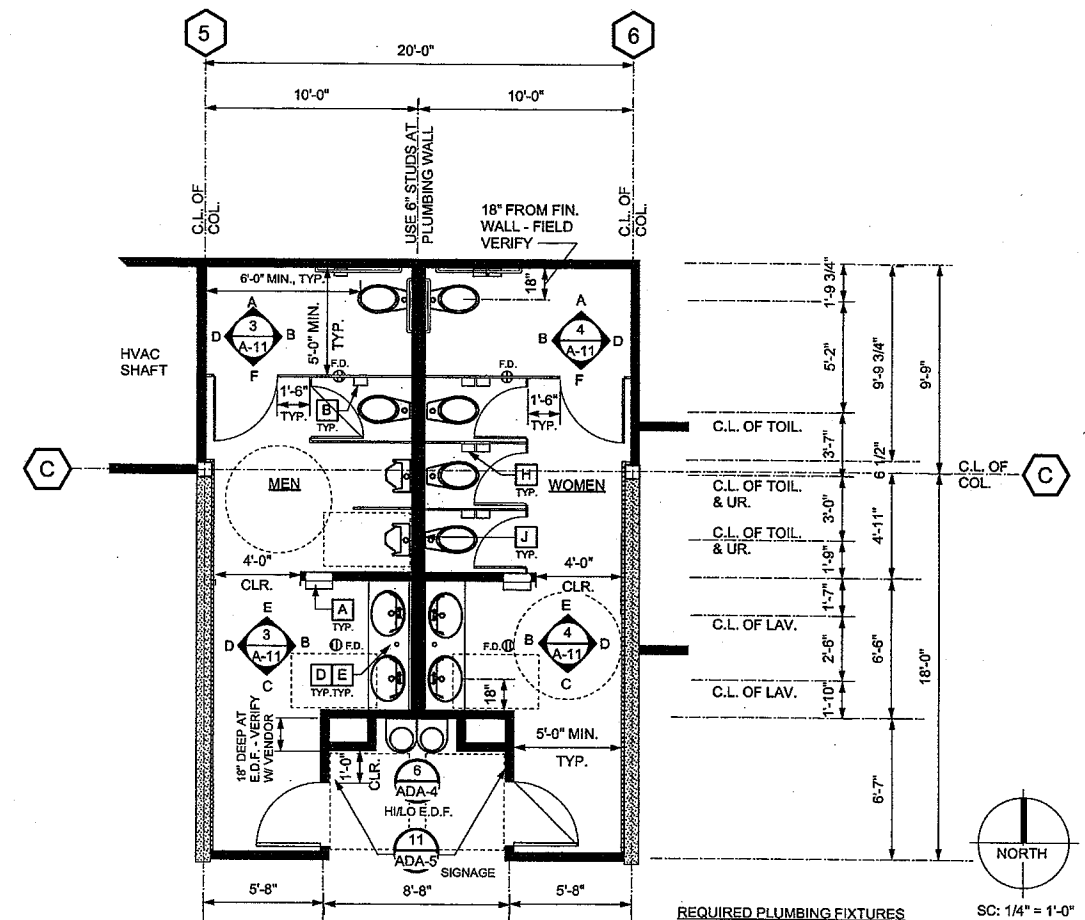 5
6
20'-0"
10'-0"
10'-0"
C.L. OF
COL.
USE 6" STUDS AT
PLUMBING WALL
18" FROM FIN.
WALL - FIELD
VERIFY
C.L. OF
COL.
6'-0" MIN., TYP.
18"
1'-9 3/4"
A
3
D
B
A-11
F
5'-0" MIN.
TYP.
A
4
B
D
A-11
F
HVAC
SHAFT
F.D.
F.D.
5'-2"
9'-9 3/4"
9'-9"
1'-6"
TYP.
B
TYP.
1'-6"
TYP.
C.L. OF TOIL.
3'-7"
6 1/2"
C
MEN
H
TYP.
WOMEN
C.L. OF
COL.
C
C.L. OF TOIL.
& UR.
3'-0"
4'-11"
J
TYP.
C.L. OF TOIL.
& UR.
1'-9"
4'-0"
CLR.
4'-0"
CLR.
A
TYP.
1'-7"
E
3
D
B
A-11
C
F.D.
F.D.
E
4
B
D
A-11
C
C.L. OF LAV.
2'-6"
6'-6"
18'-0"
D E
TYP. TYP.
18"
C.L. OF LAV.
1'-10"
18" DEEP AT
E.D.F. - VERIFY
W/ VENDOR
5'-0" MIN.
TYP.
1'-0"
CLR.
6
ADA-4
HI/LO E.D.F.
6'-7"
11
ADA-5
SIGNAGE
NORTH
5'-8"
8'-8"
5'-8"
REQUIRED PLUMBING FIXTURES
SC: 1/4" = 1'-0"